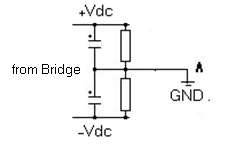 +Vdc
+
from Bridge
A
+
GND .
-Vdc